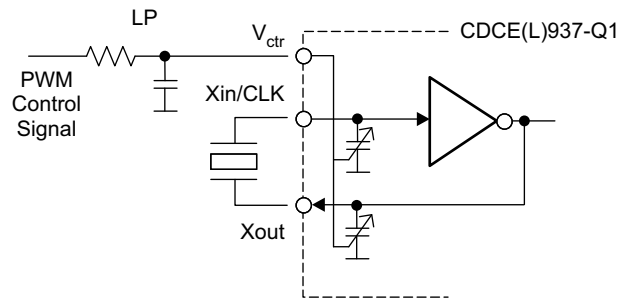 LP
CDCE(L)937-Q1
Vctr
PWM
Control
Signal
Xin/CLK
Xout